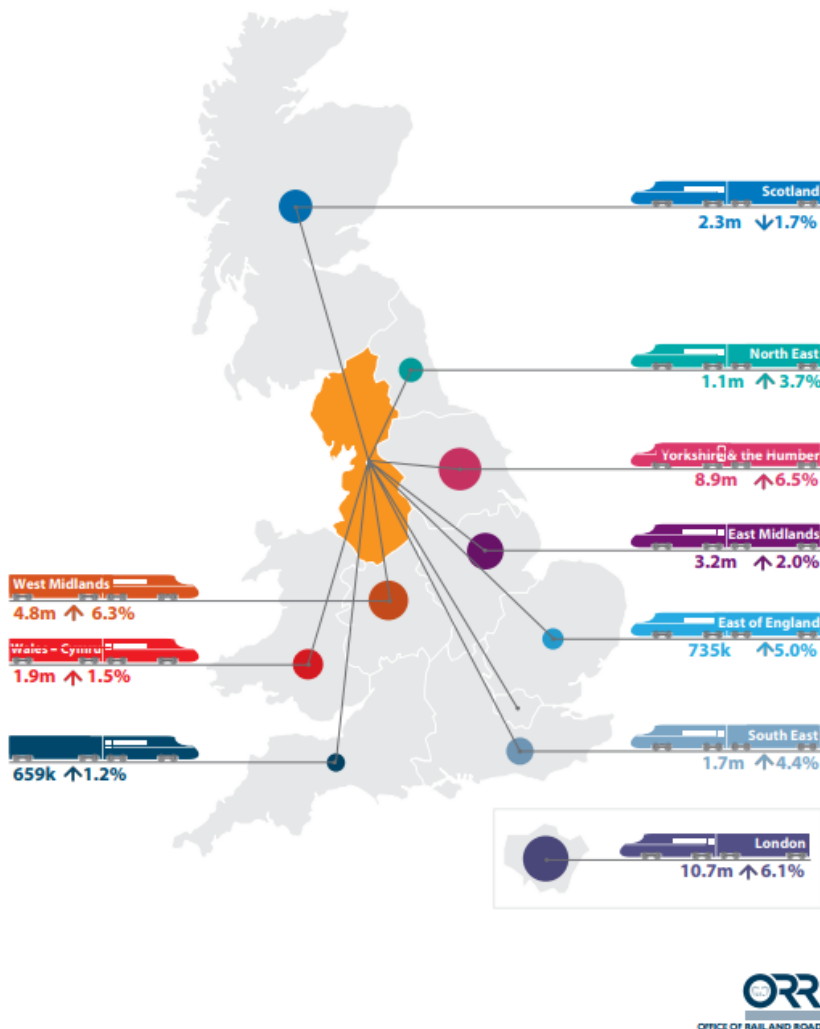 Scotland
2.3m ↓1.7%
North East
1.1m ↑ 3.7%
Yorkshire & the Humber
8.9m ↑6.5%
East Midlands
3.2m ↑ 2.0%
West Midlands
4.8m ↑ 6.3%
East of England
735k ↑5.0%
Wales – Cymru
1.9m ↑ 1.5%
South East
1.7m ↑4.4%
659k ↑1.2%
London
10.7m ↑6.1%
ORR
OFFICE OF RAIL AND ROAD